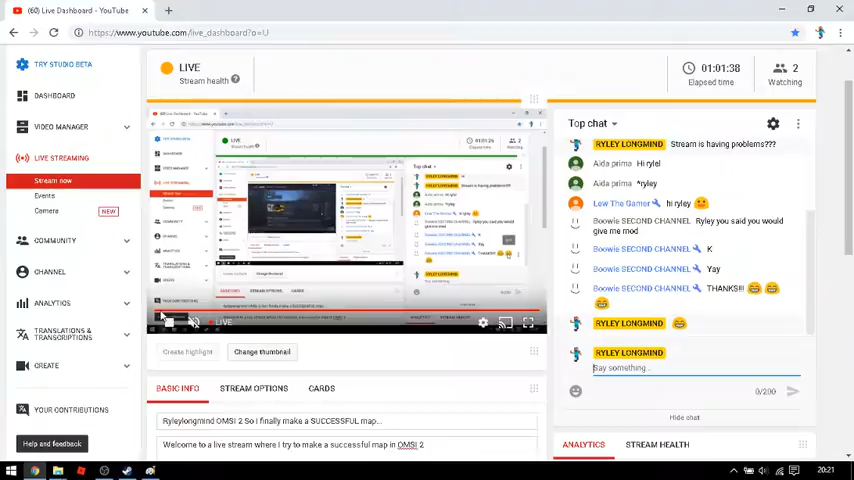 (60) Live Dashboard - YouTube
https://www.youtube.com/live_dashboard?o=U
TRY STUDIO BETA
DASHBOARD
VIDEO MANAGER
LIVE STREAMING
Stream now
Events
Camera NEW
COMMUNITY
CHANNEL
ANALYTICS
TRANSLATIONS &
TRANSCRIPTIONS
CREATE
YOUR CONTRIBUTIONS
Help and feedback
LIVE
Stream health ?
01:01:38
Elapsed time
2
Watching
LIVE
Create highlight
Change thumbnail
BASIC INFO STREAM OPTIONS CARDS
Ryleylongmind OMSI 2 So I finally make a SUCCESSFUL map...
Welcome to a live stream where I try to make a successful map in OMSI 2
Top chat
RYLEY LONGMIND Stream is having problems???
Aida prima Hi rylel
Aida prima *ryley
Lew The Gamer hi ryley
Boowie SECOND CHANNEL Ryley you said you would
give me mod
Boowie SECOND CHANNEL K
Boowie SECOND CHANNEL Yay
Boowie SECOND CHANNEL THANKS!!!
RYLEY LONGMIND
RYLEY LONGMIND
Say something...
0/200
Hide chat
ANALYTICS STREAM HEALTH
20:21